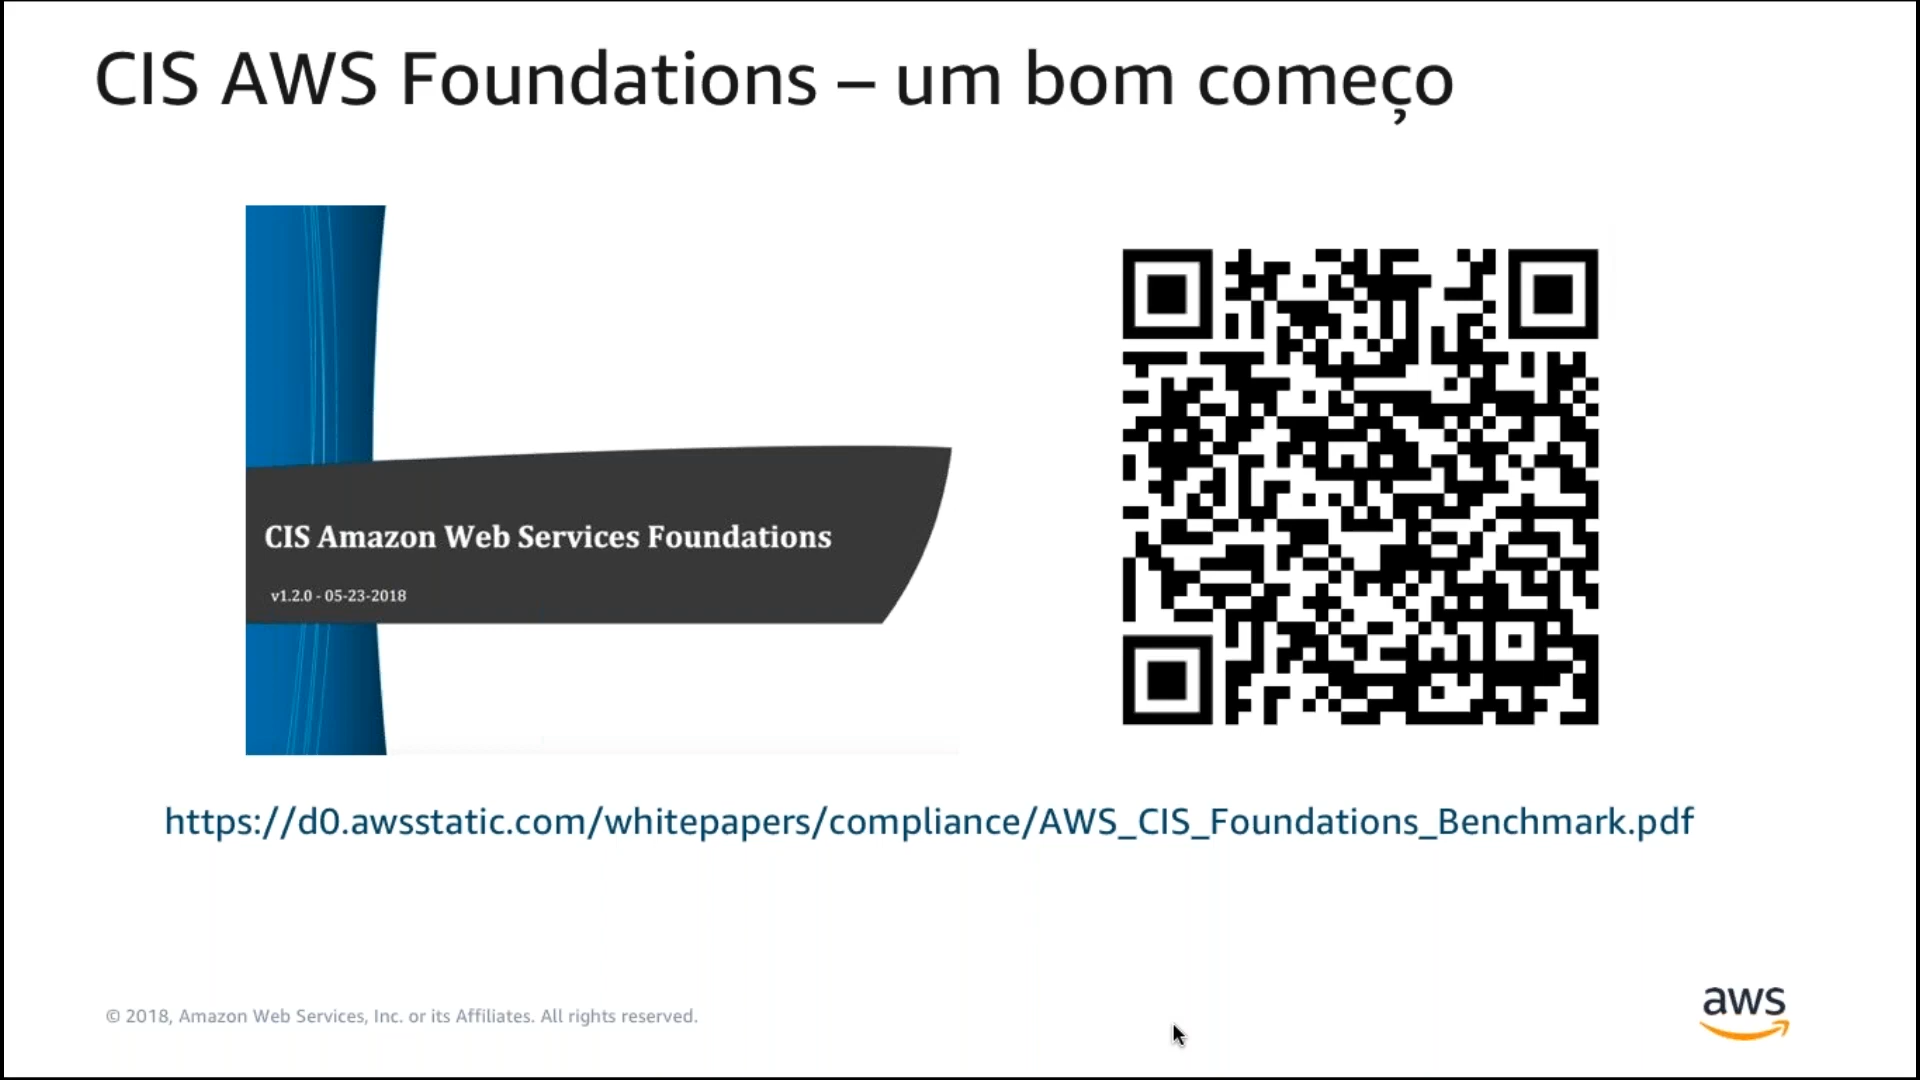 CIS AWS Foundations – um bom começo
CIS Amazon Web Services Foundations
v1.2.0 - 05-23-2018
https://d0.awsstatic.com/whitepapers/compliance/AWS_CIS_Foundations_Benchmark.pdf
© 2018, Amazon Web Services, Inc. or its Affiliates. All rights reserved.
aws